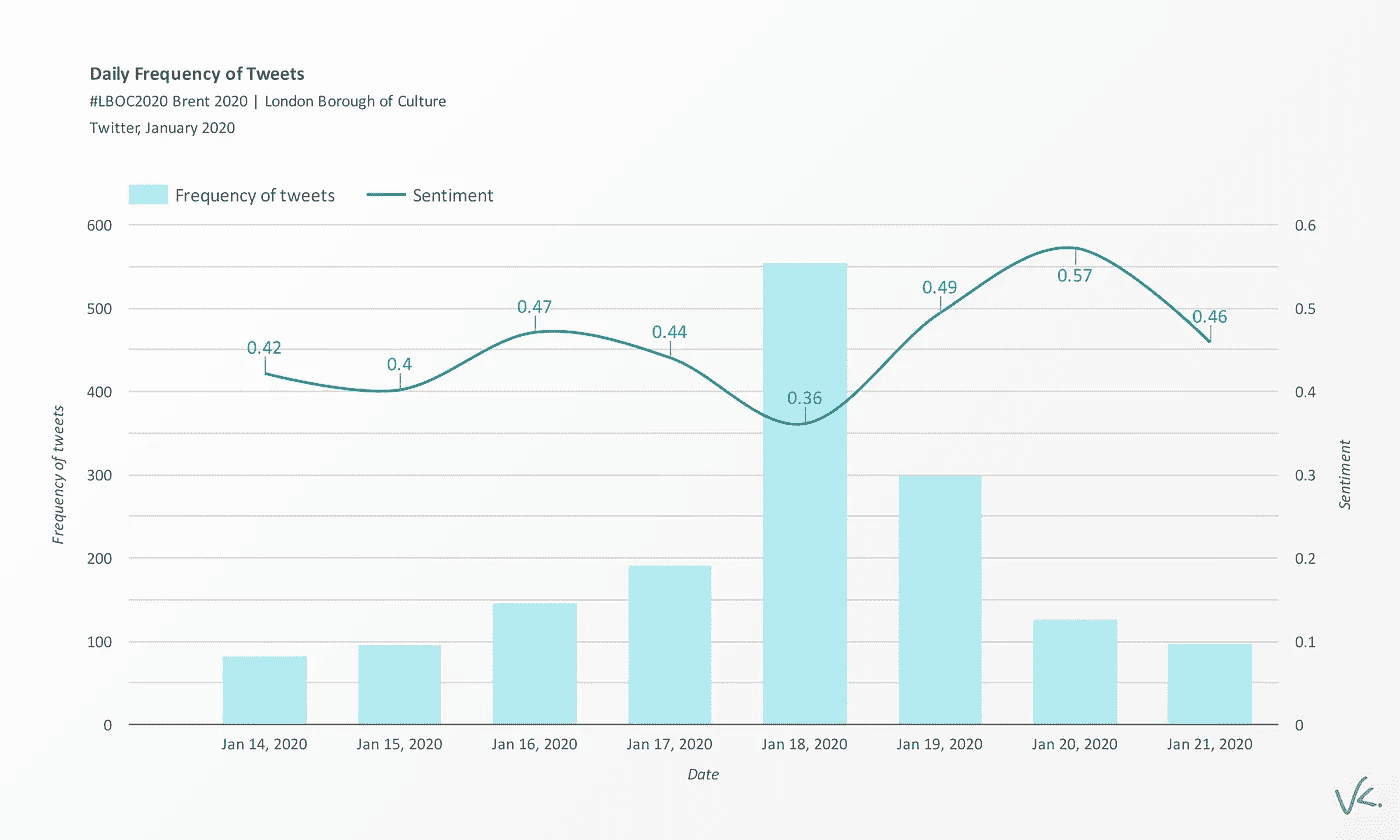 Daily Frequency of Tweets
#LBOC2020 Brent 2020 | London Borough of Culture
Twitter, January 2020
Frequency of tweets
Sentiment
600
0.6
500
0.5
400
0.4
300
0.3
200
0.2
100
0.1
0
0
0.42
0.4
0.47
0.44
0.36
0.49
0.57
0.46
Frequency of tweets
Sentiment
Jan 14, 2020
Jan 15, 2020
Jan 16, 2020
Jan 17, 2020
Jan 18, 2020
Jan 19, 2020
Jan 20, 2020
Jan 21, 2020
Date
VK.